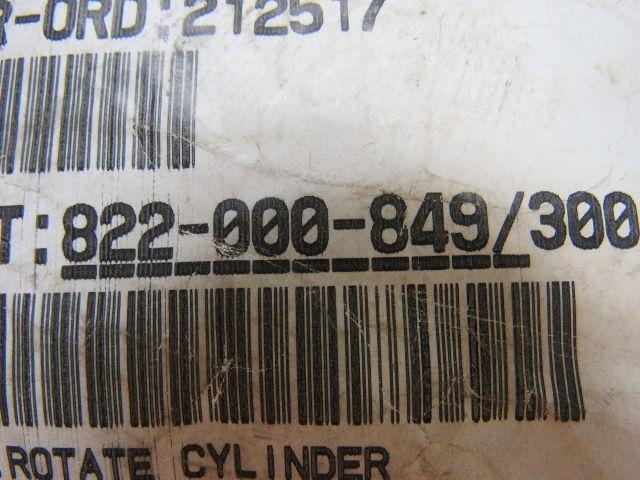 R-ORD:212517
T:822-000-849/300
ROTATE CYLINDER